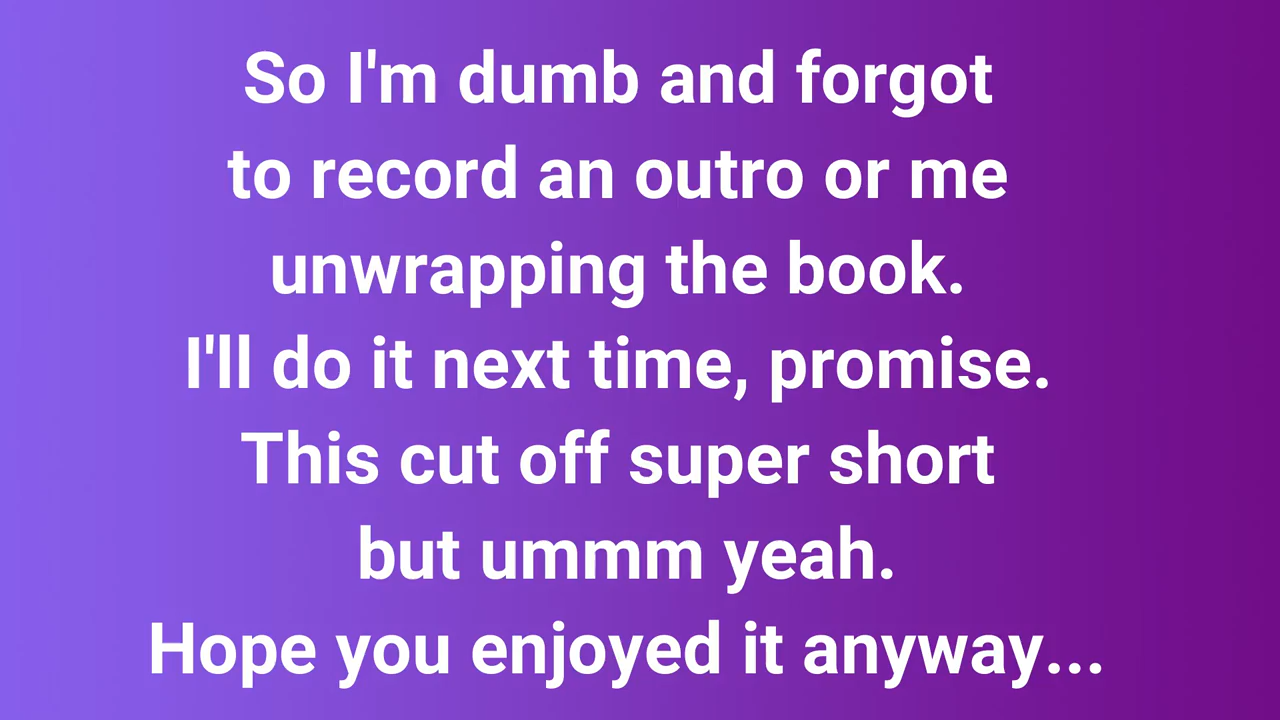 So I'm dumb and forgot
to record an outro or me
unwrapping the book.
I'll do it next time, promise.
This cut off super short
but ummm yeah.
Hope you enjoyed it anyway...